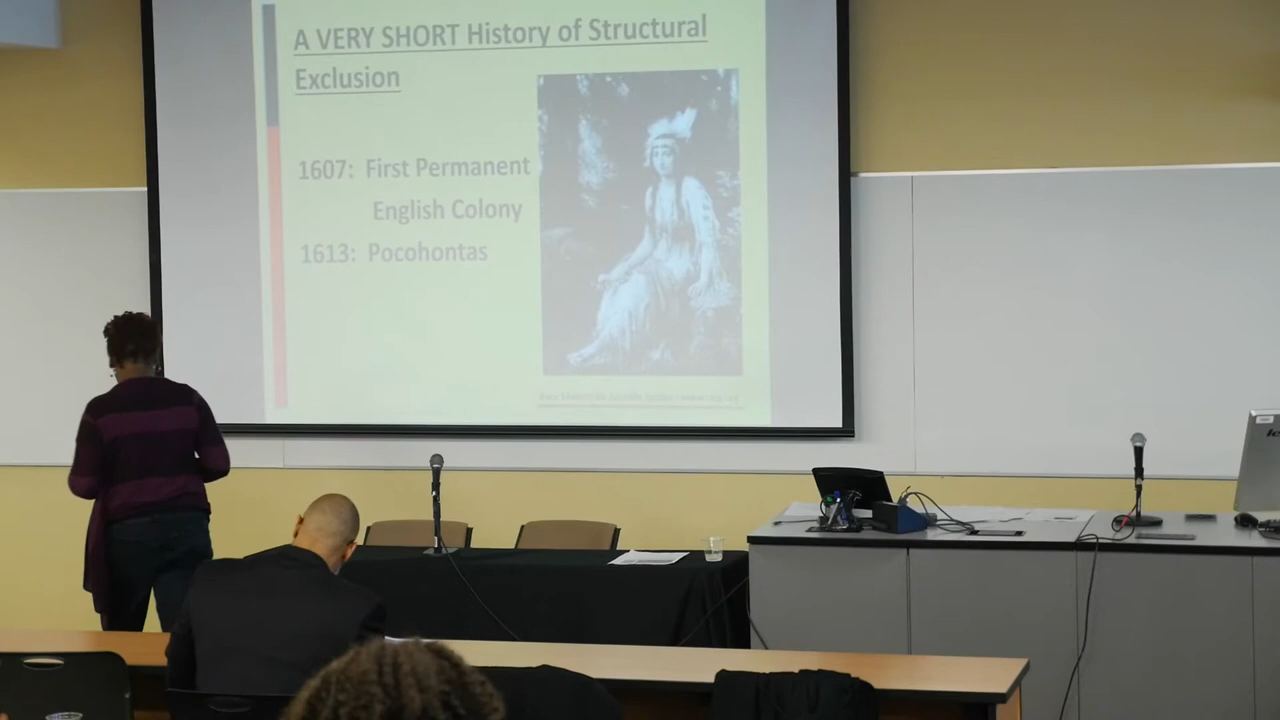 A VERY SHORT History of Structural
Exclusion
1607: First Permanent
English Colony
1613: Pocohontas